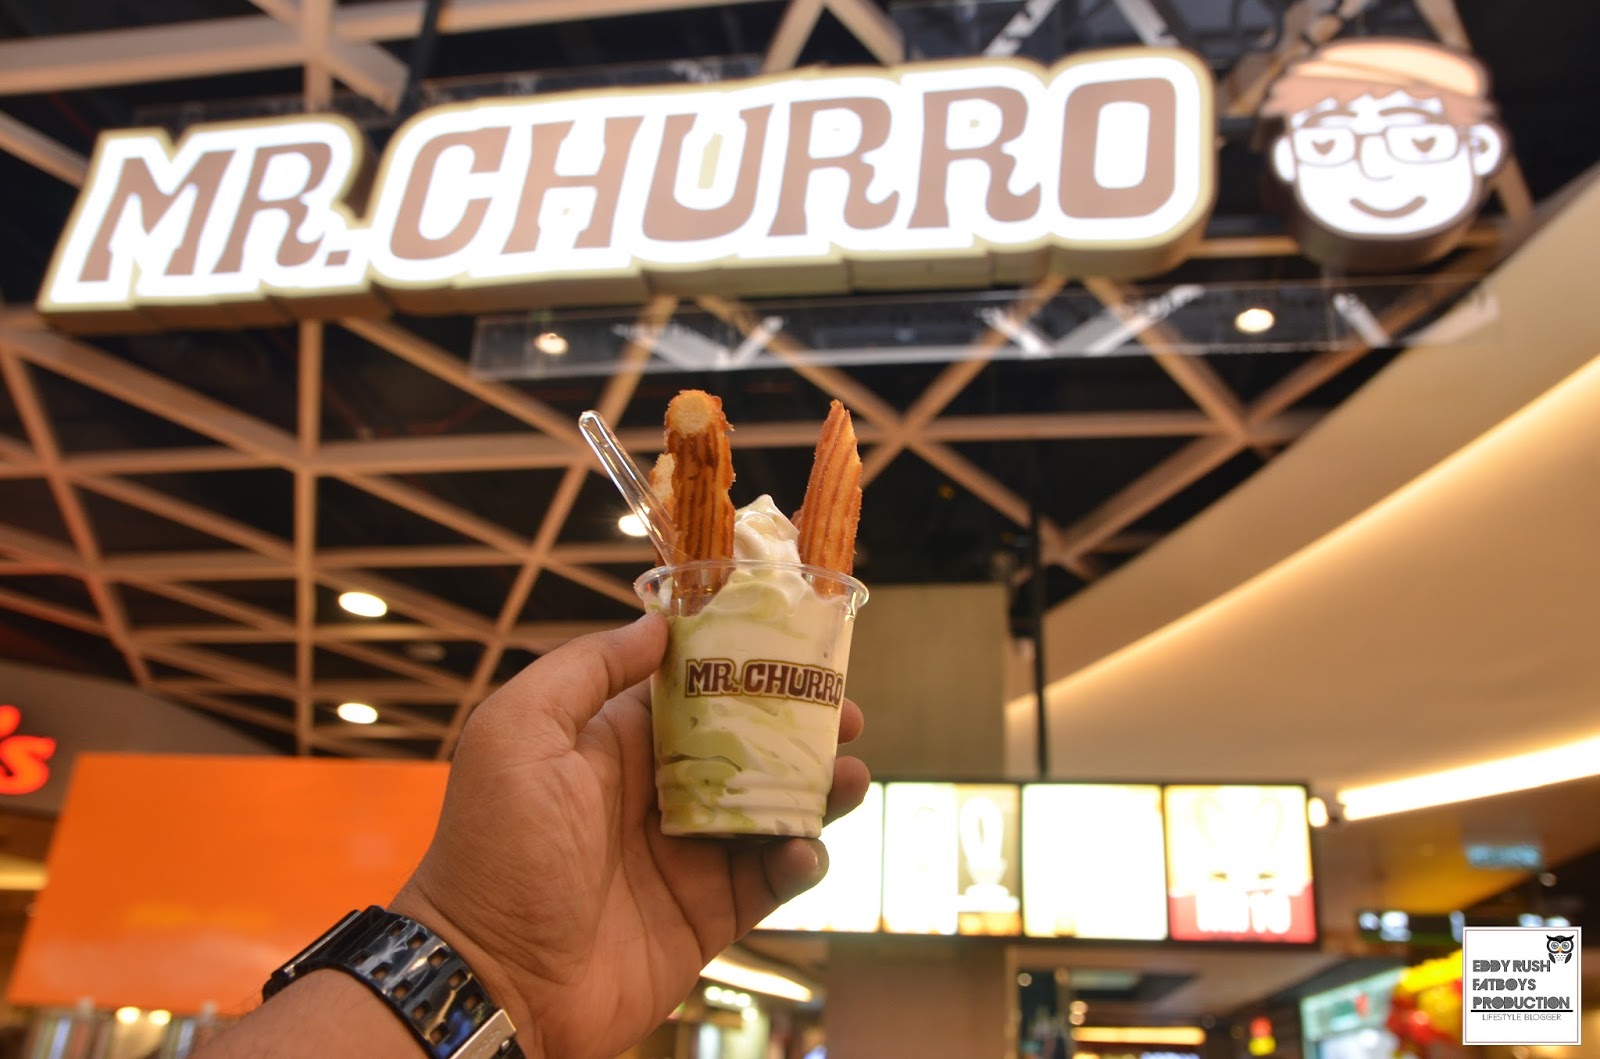 MR. CHURRO
MR. CHURRO
EDDY RUSH
FATBOYS
PRODUCTION
LIFESTYLE BLOGGER